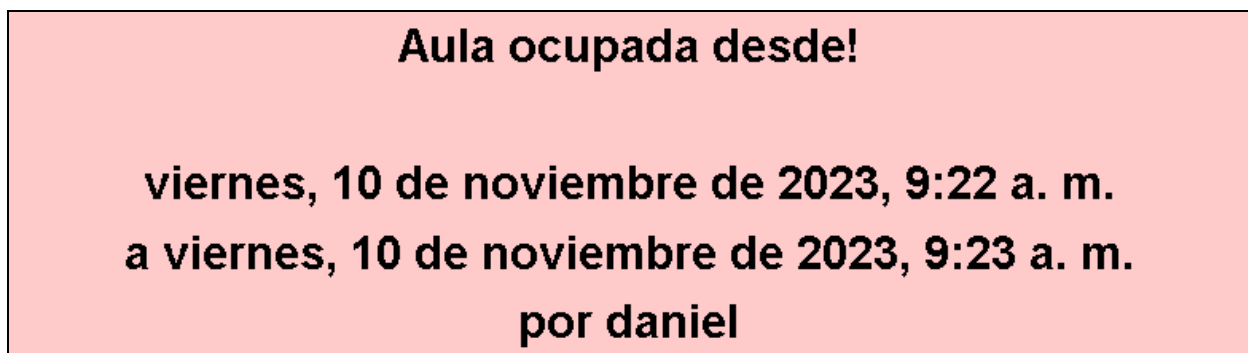 Aula ocupada desde!
viernes, 10 de noviembre de 2023, 9:22 a. m.
a viernes, 10 de noviembre de 2023, 9:23 a. m.
por daniel